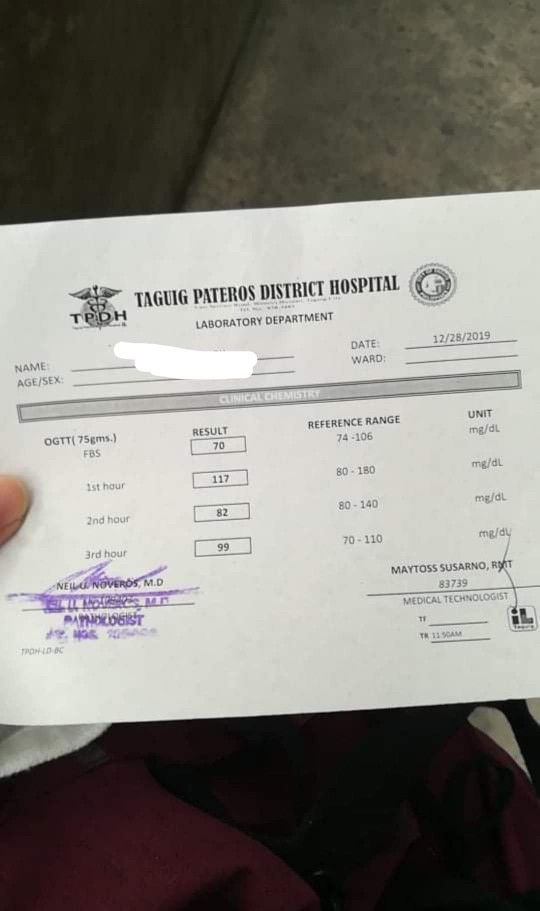 TAGUIG PATEROS DISTRICT HOSPITAL
TPDH
LABORATORY DEPARTMENT
NAME:
DATE: 12/28/2019
AGE/SEX:
WARD:
CLINICAL CHEMISTRY
OGTT( 75gms.) RESULT REFERENCE RANGE UNIT
FBS 70 74 -106 mg/dL
1st hour 117 80 - 180 mg/dL
2nd hour 82 80 - 140 mg/dL
3rd hour 99 70 - 110 mg/dL
NEIL U. NOVEROS, M.D
MAYTOSS SUSARNO, RMT
83739
PATHOLOGIST
MEDICAL TECHNOLOGIST
TF
TR 11:50AM
TPDH-LD-BC